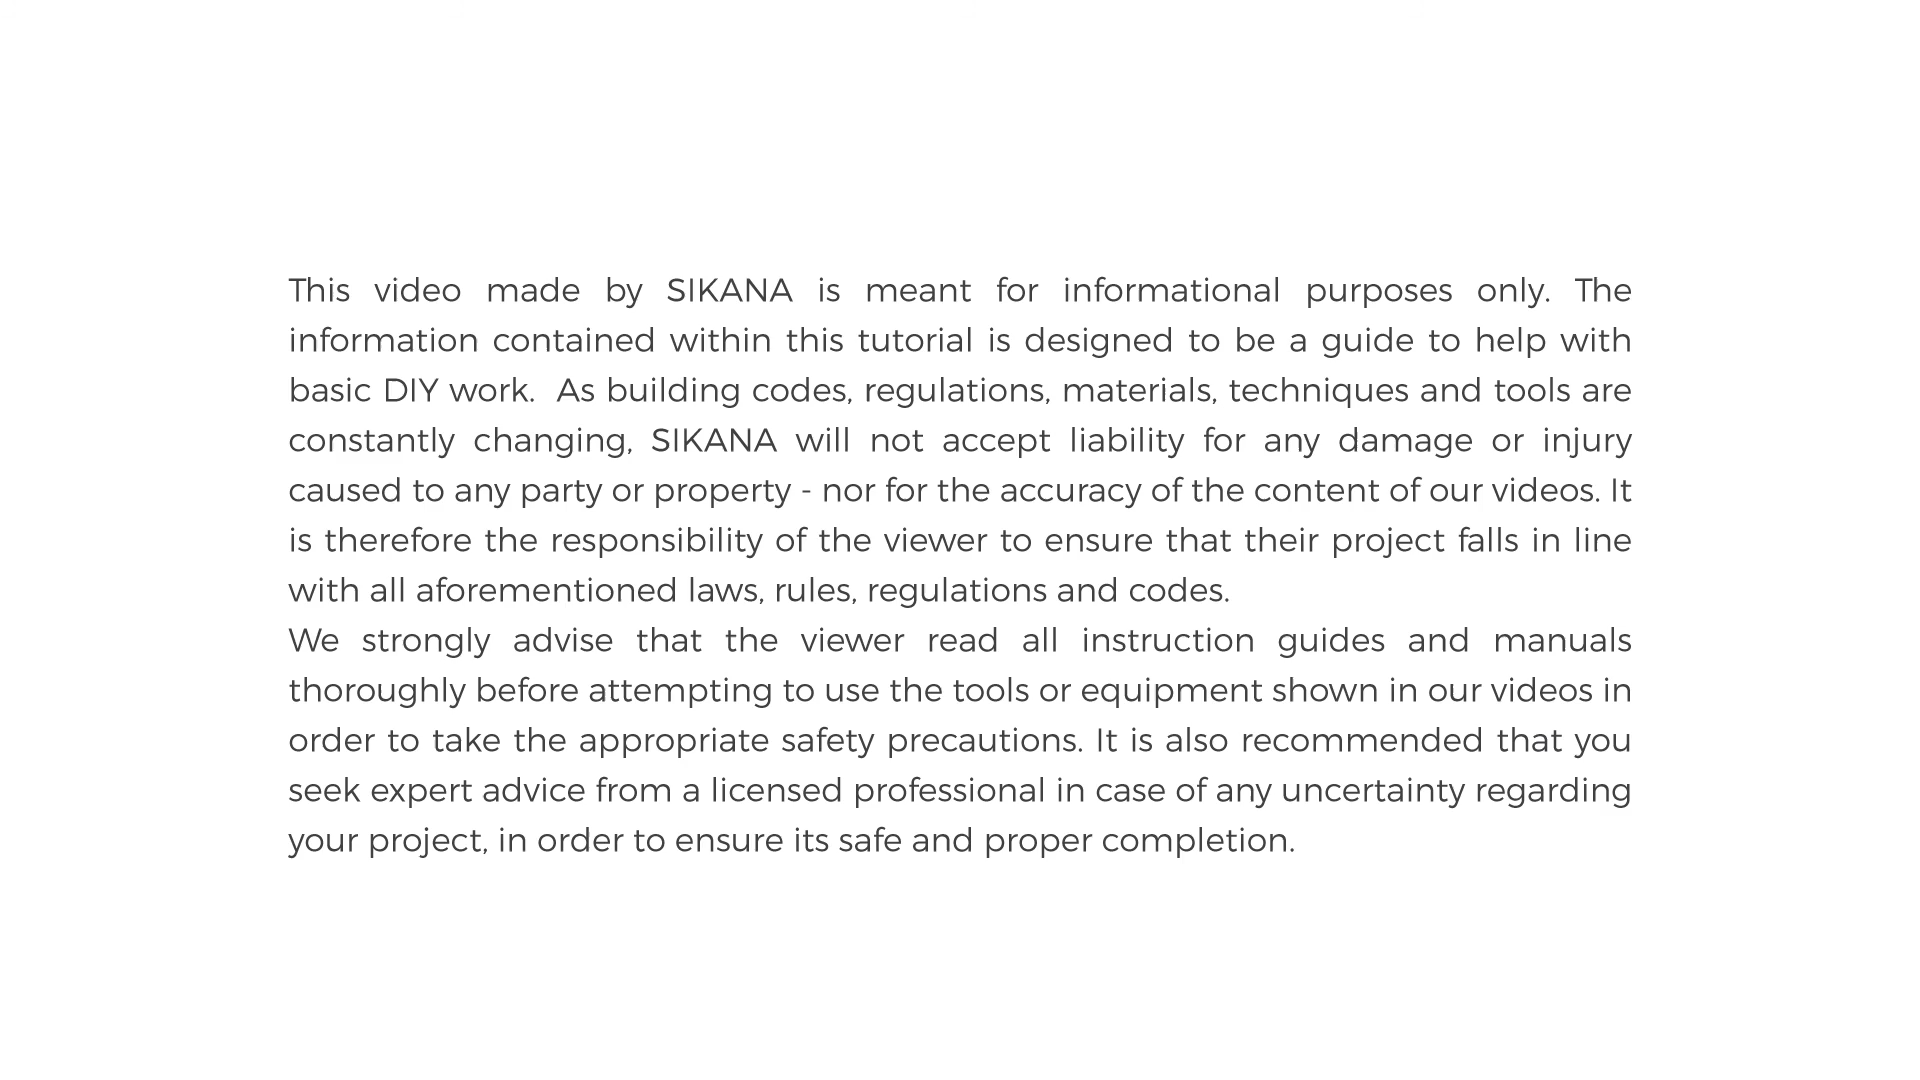 This video made by SIKANA is meant for informational purposes only. The
information contained within this tutorial is designed to be a guide to help with
basic DIY work.  As building codes, regulations, materials, techniques and tools are
constantly changing, SIKANA will not accept liability for any damage or injury
caused to any party or property - nor for the accuracy of the content of our videos. It
is therefore the responsibility of the viewer to ensure that their project falls in line
with all aforementioned laws, rules, regulations and codes.
We strongly advise that the viewer read all instruction guides and manuals
thoroughly before attempting to use the tools or equipment shown in our videos in
order to take the appropriate safety precautions. It is also recommended that you
seek expert advice from a licensed professional in case of any uncertainty regarding
your project, in order to ensure its safe and proper completion.